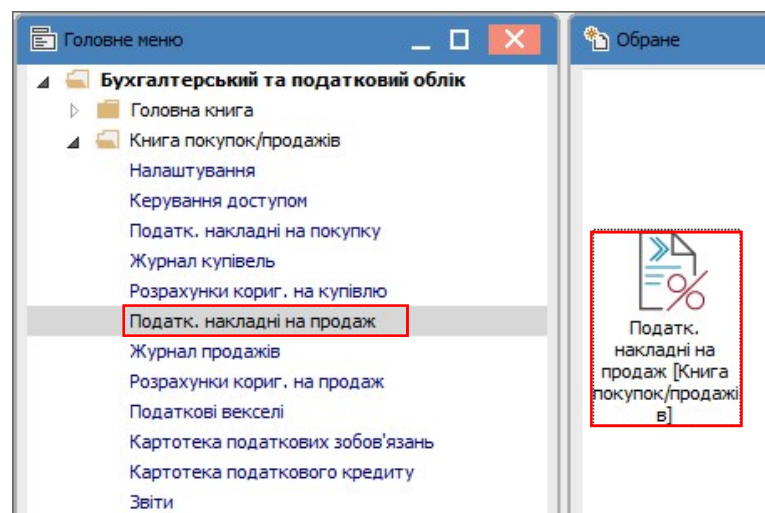 Головне меню
Обране
Бухгалтерський та податковий облік
Головна книга
Книга покупок/продажів
Налаштування
Керування доступом
Податк. накладні на покупку
Журнал купівель
Розрахунки кориг. на купівлю
Податк. накладні на продаж
Журнал продажів
Розрахунки кориг. на продаж
Податкові векселі
Картотека податкових зобов'язань
Картотека податкового кредиту
Звіти
Податк.
накладні на
продаж [Книга
покупок/продажі
в]